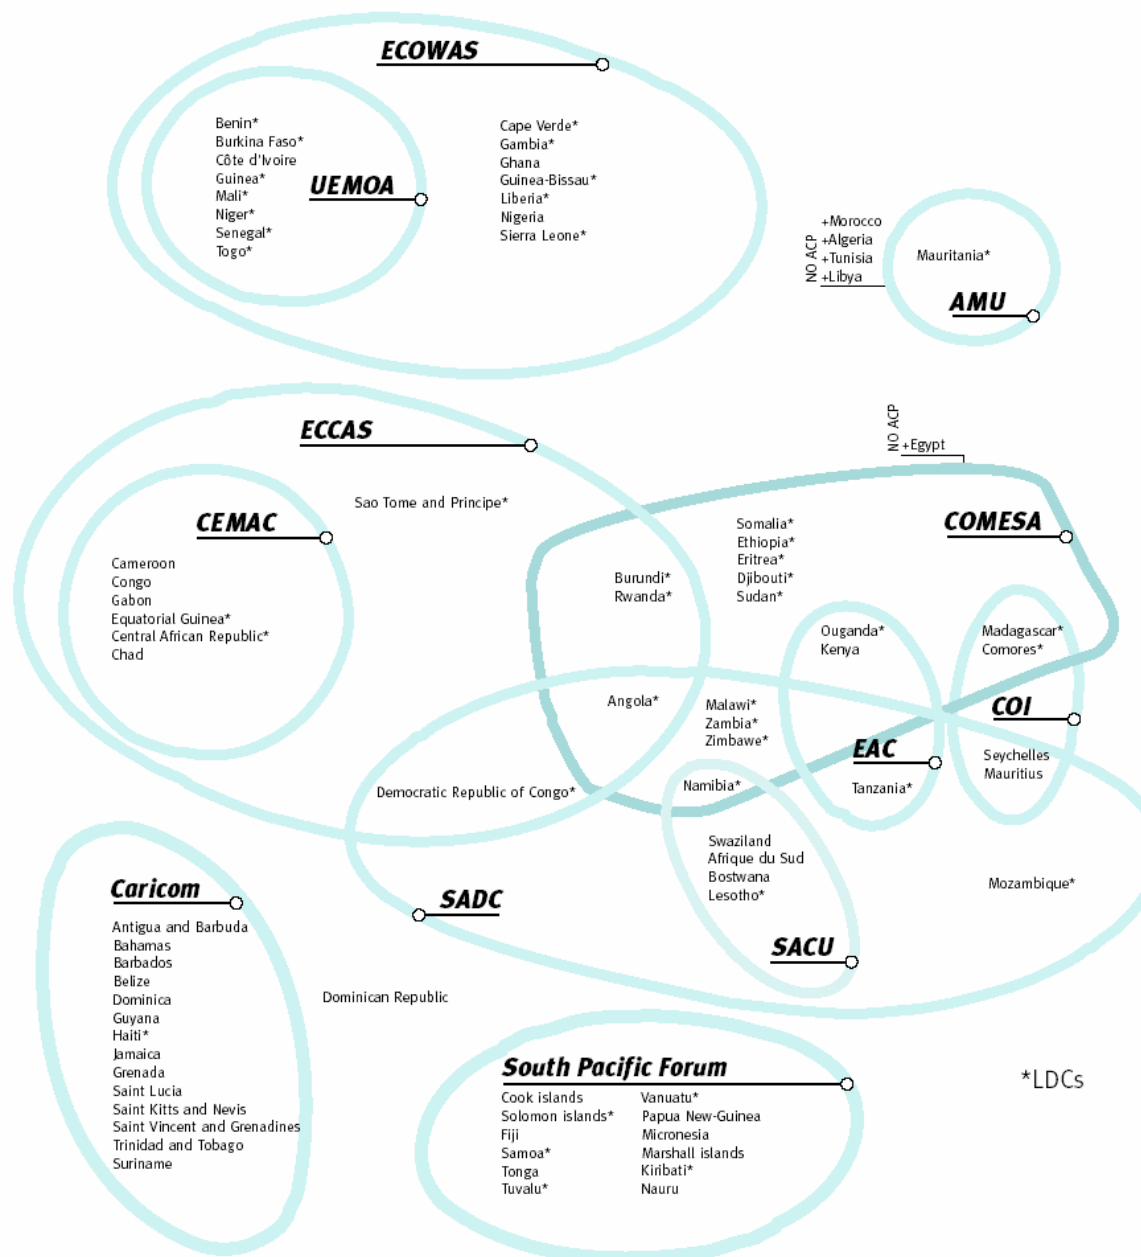 ECOWAS
Benin*
Burkina Faso*
Côte d'Ivoire
Guinea*
Mali*
Niger*
Senegal*
Togo*
UEMOA
Cape Verde*
Gambia*
Ghana
Guinea-Bissau*
Liberia*
Nigeria
Sierra Leone*
NO ACP
+Morocco
+Algeria
+Tunisia
+Libya
Mauritania*
AMU
ECCAS
Sao Tome and Principe*
CEMAC
Cameroon
Congo
Gabon
Equatorial Guinea*
Central African Republic*
Chad
NO ACP
+Egypt
COMESA
Somalia*
Ethiopia*
Eritrea*
Djibouti*
Sudan*
Burundi*
Rwanda*
Ouganda*
Kenya
Madagascar*
Comores*
Angola*
Malawi*
Zambia*
Zimbawe*
COI
EAC
Seychelles
Mauritius
Democratic Republic of Congo*
Namibia*
Tanzania*
Swaziland
Afrique du Sud
Bostwana
Lesotho*
Mozambique*
SADC
SACU
Caricom
Antigua and Barbuda
Bahamas
Barbados
Belize
Dominica
Guyana
Haiti*
Jamaica
Grenada
Saint Lucia
Saint Kitts and Nevis
Saint Vincent and Grenadines
Trinidad and Tobago
Suriname
Dominican Republic
South Pacific Forum
Cook islands
Solomon islands*
Fiji
Samoa*
Tonga
Tuvalu*
Vanuatu*
Papua New-Guinea
Micronesia
Marshall islands
Kiribati*
Nauru
*LDCs